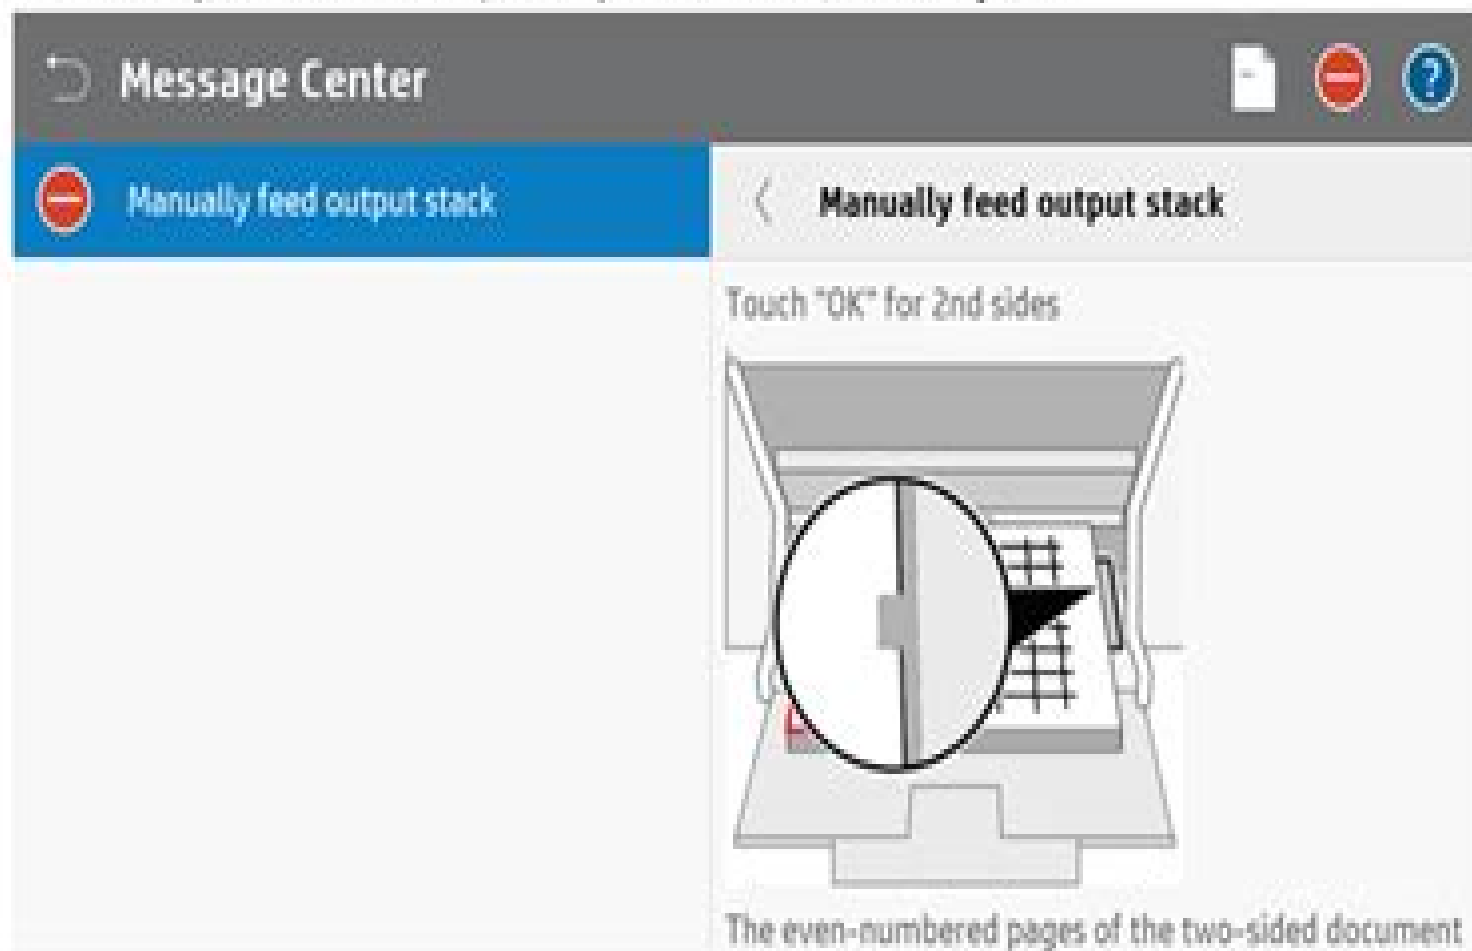 Message Center
?
Manually feed output stack
Manually feed output stack
Touch "OK" for 2nd sides
The even-numbered pages of the two-sided document